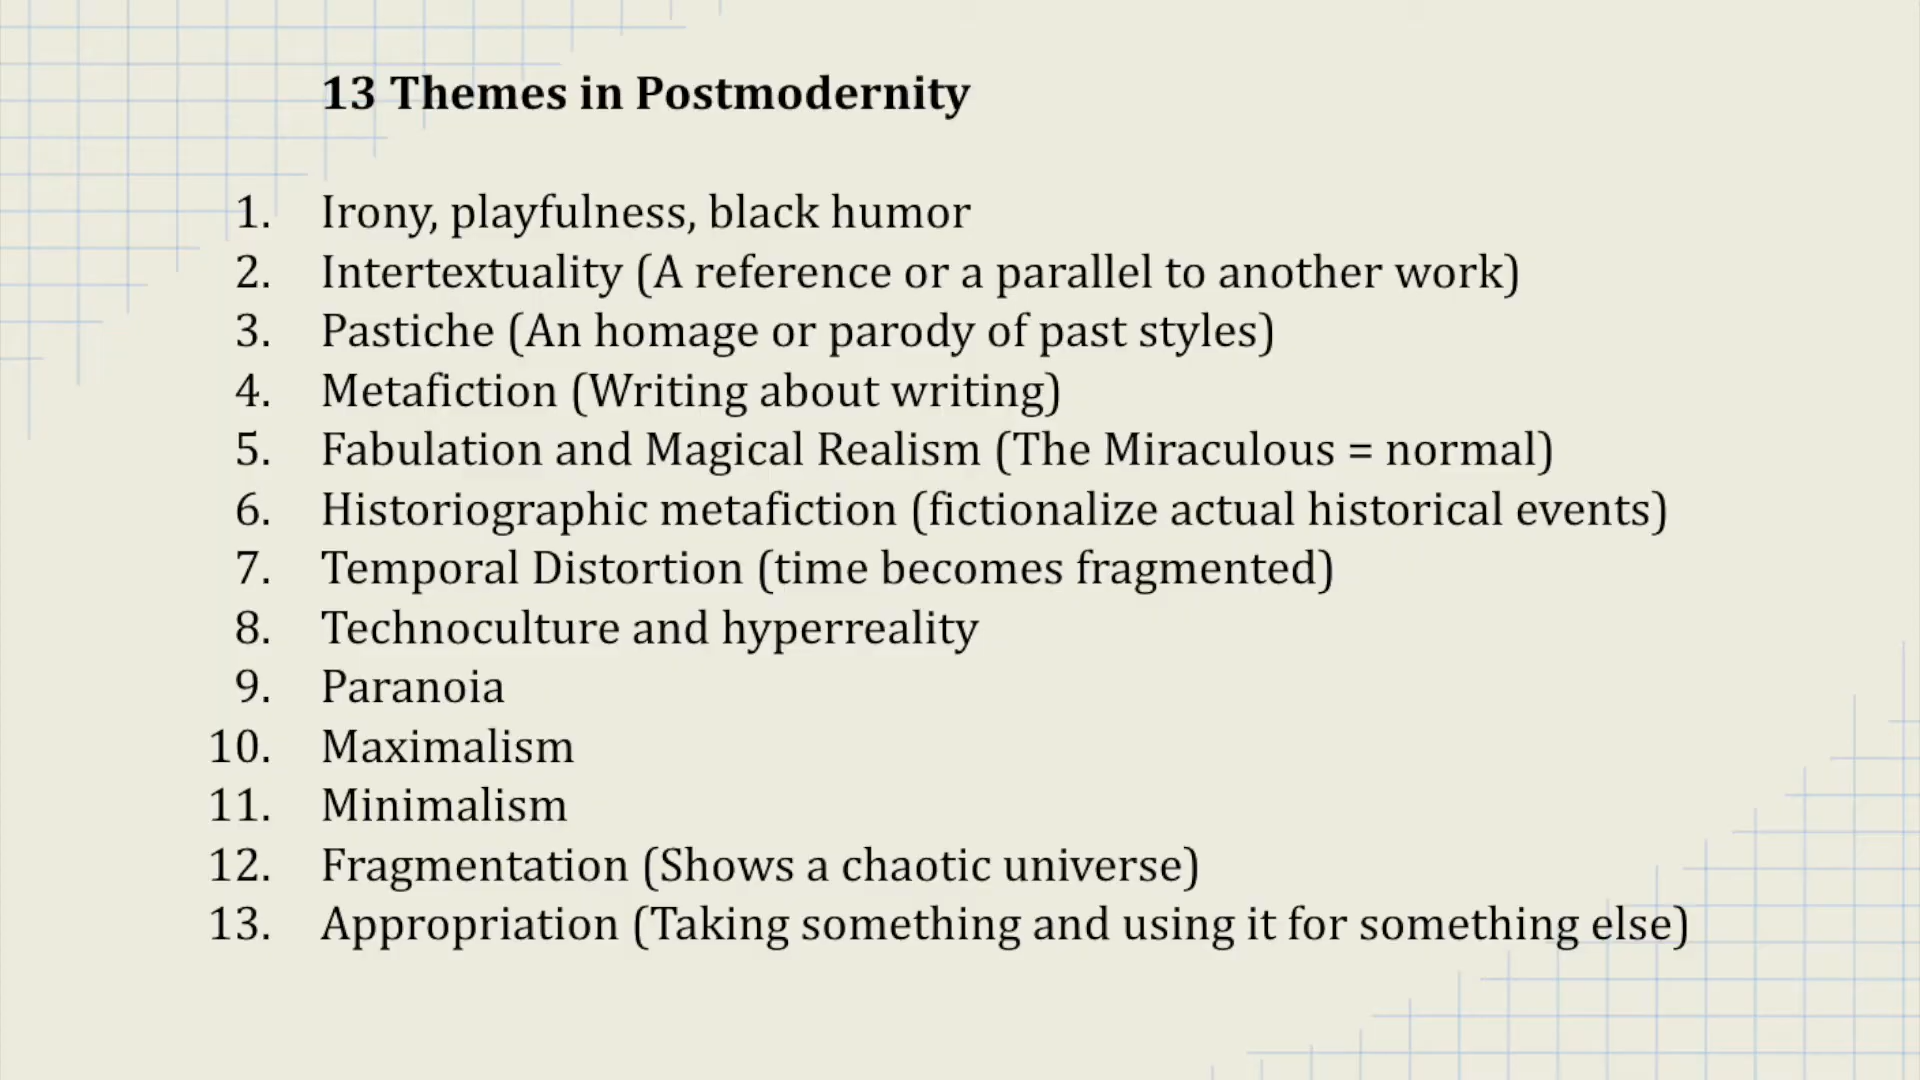 13 Themes in Postmodernity
1. Irony, playfulness, black humor
2. Intertextuality (A reference or a parallel to another work)
3. Pastiche (An homage or parody of past styles)
4. Metafiction (Writing about writing)
5. Fabulation and Magical Realism (The Miraculous = normal)
6. Historiographic metafiction (fictionalize actual historical events)
7. Temporal Distortion (time becomes fragmented)
8. Technoculture and hyperreality
9. Paranoia
10. Maximalism
11. Minimalism
12. Fragmentation (Shows a chaotic universe)
13. Appropriation (Taking something and using it for something else)